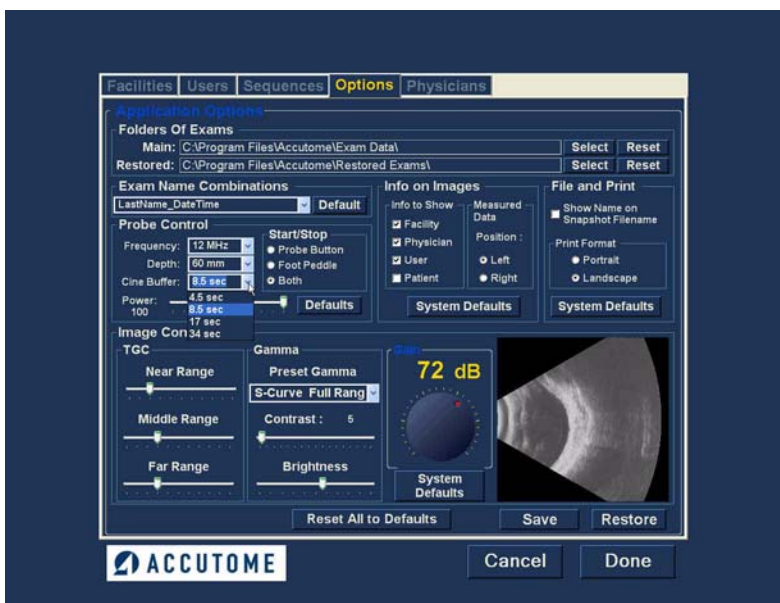 Facilities Users Sequences Options Physicians
Application Options
Folders Of Exams
Main: C:\Program Files\Accutome\Exam Data\ Select Reset
Restored: C:\Program Files\Accutome\Restored Exams\ Select Reset
Exam Name Combinations
LastName_DateTime Default
Probe Control
Frequency: 12 MHz
Depth: 60 mm
Cine Buffer: 8.5 sec
4.5 sec
8.5 sec
17 sec
34 sec
Power:
100
Start/Stop
Probe Button
Foot Peddle
Both
Defaults
Info on Images
Info to Show
Facility
Physician
User
Patient
Measured
Data
Position :
Left
Right
System Defaults
File and Print
Show Name on
Snapshot Filename
Print Format
Portrait
Landscape
System Defaults
Image Con
TGC
Near Range
Middle Range
Far Range
Gamma
Preset Gamma
S-Curve Full Rang
Contrast : 5
Brightness
Gain
72 dB
System
Defaults
Reset All to Defaults Save Restore
ACCUTOME Cancel Done